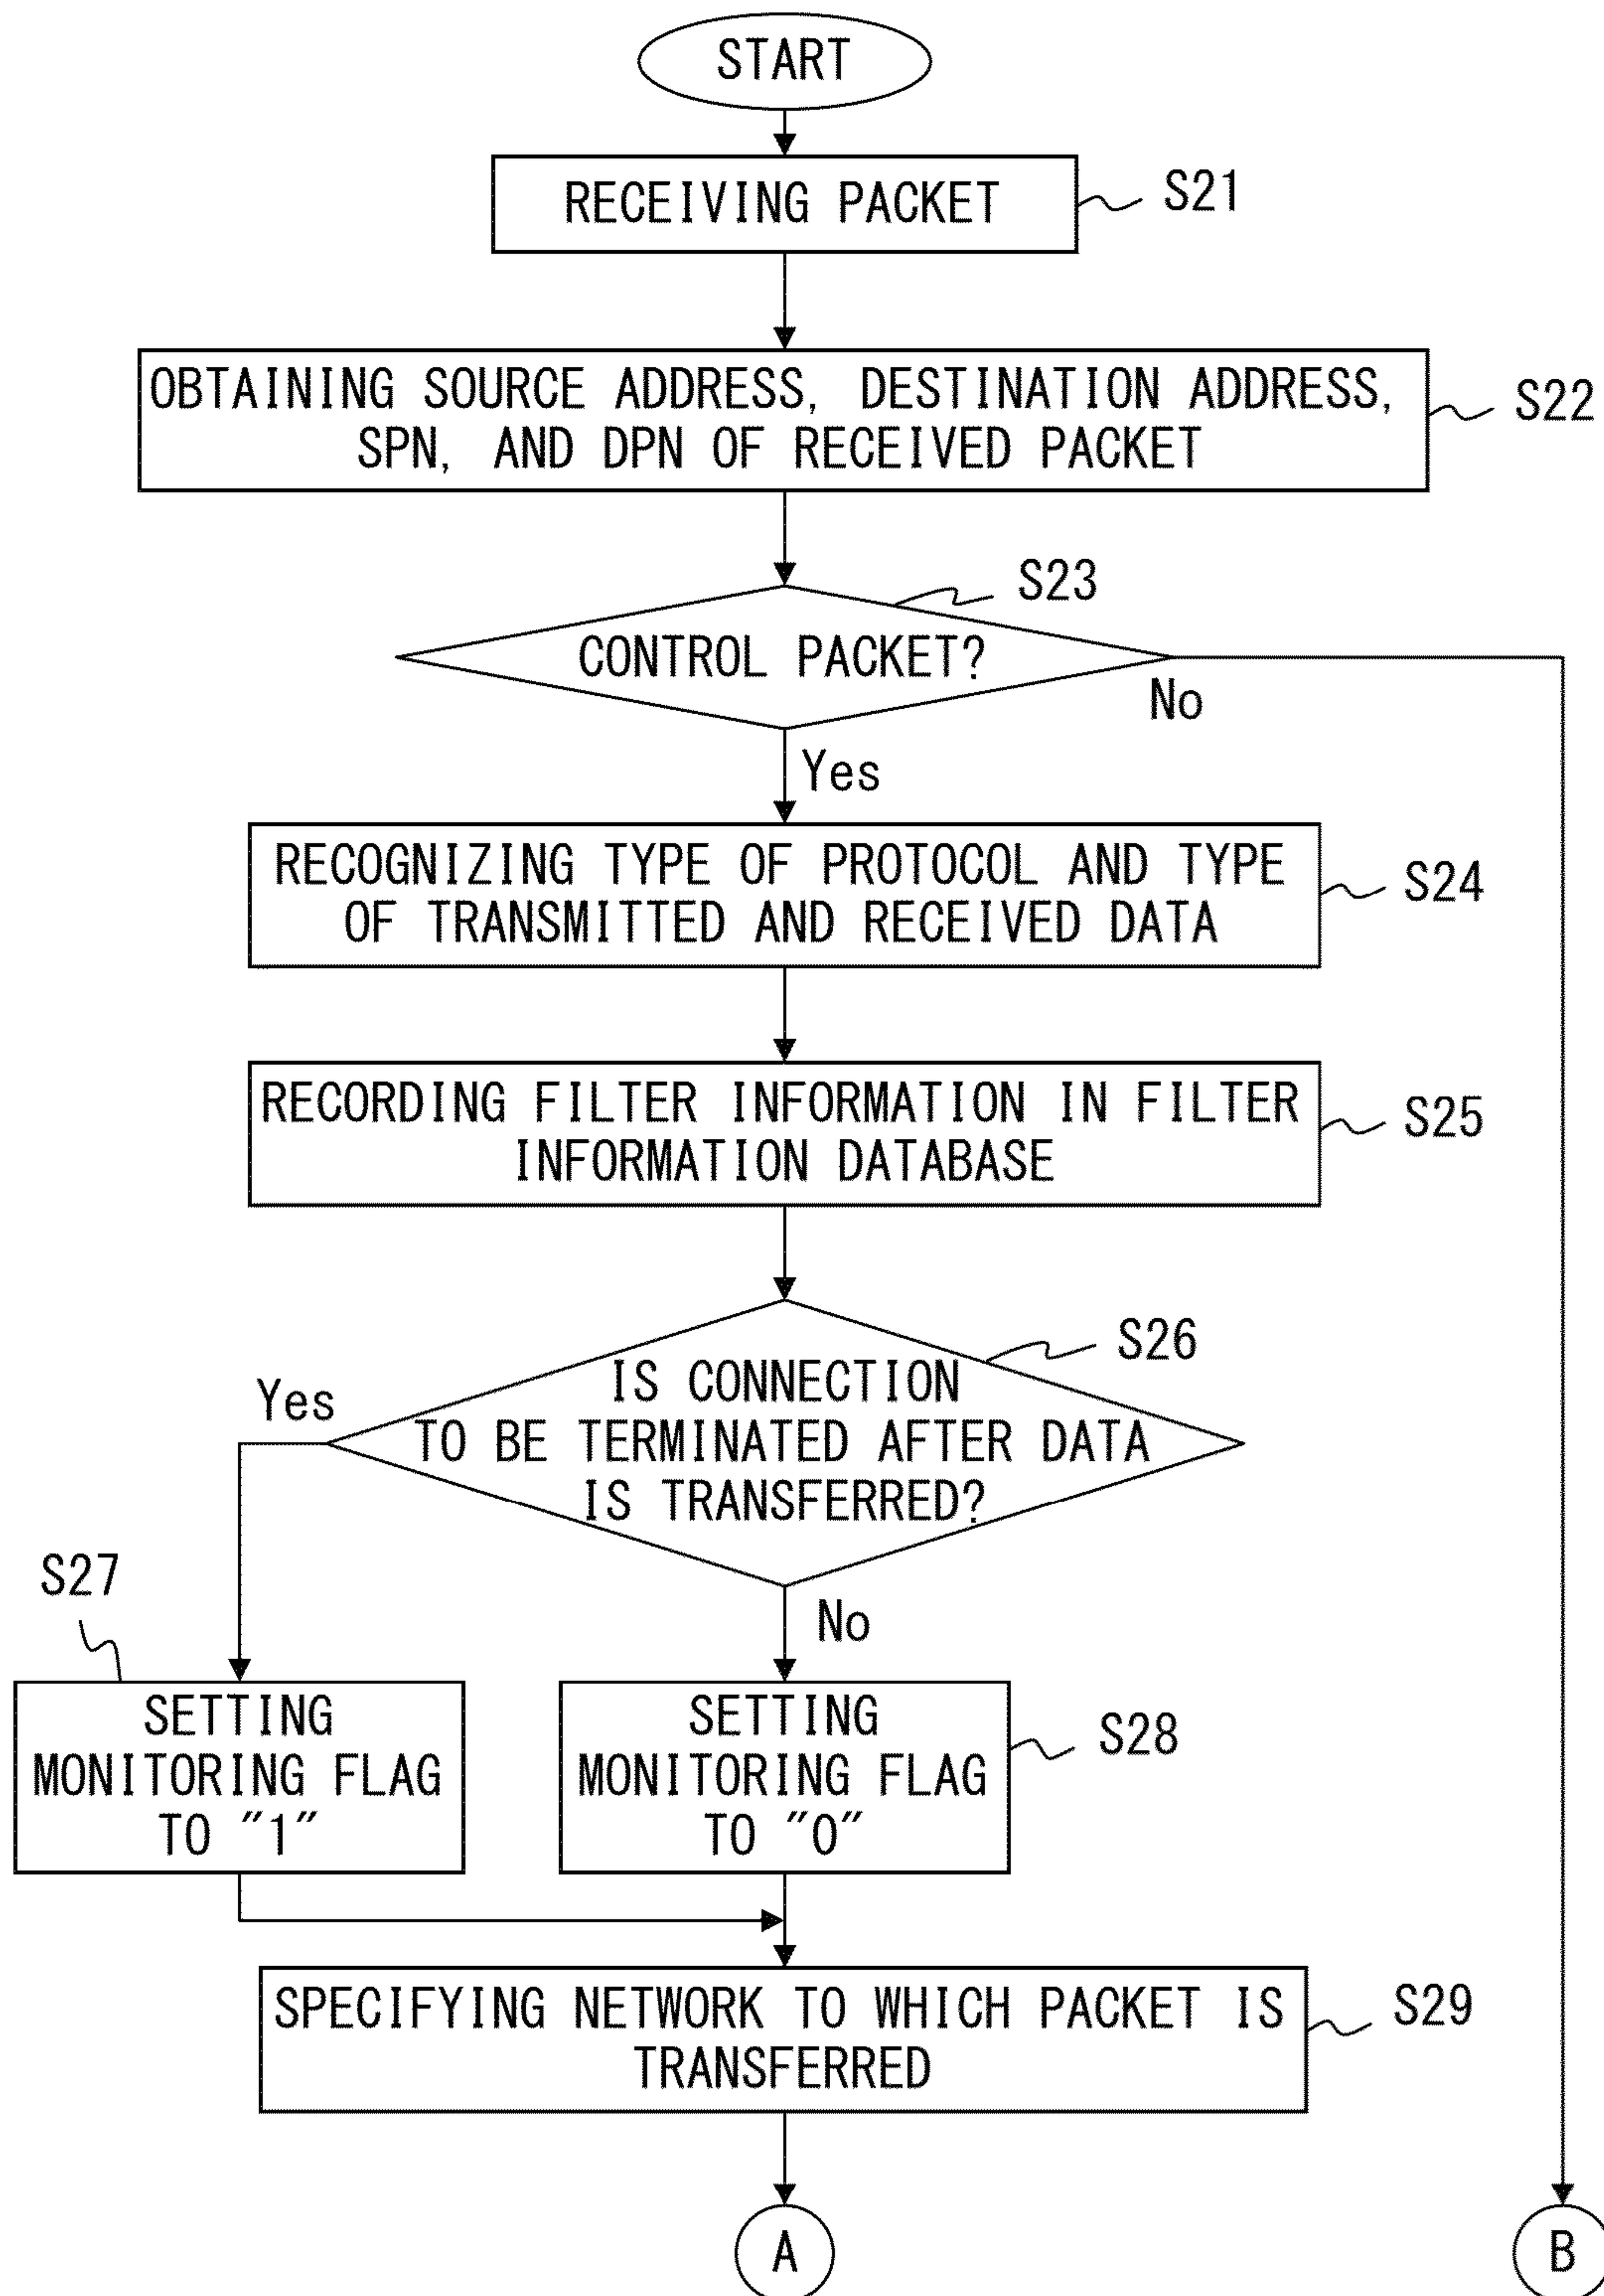 START
RECEIVING PACKET
S21
OBTAINING SOURCE ADDRESS, DESTINATION ADDRESS,
SPN, AND DPN OF RECEIVED PACKET
S22
S23
CONTROL PACKET?
No
Yes
RECOGNIZING TYPE OF PROTOCOL AND TYPE
OF TRANSMITTED AND RECEIVED DATA
S24
RECORDING FILTER INFORMATION IN FILTER
INFORMATION DATABASE
S25
S26
IS CONNECTION
TO BE TERMINATED AFTER DATA
IS TRANSFERRED?
Yes
No
S27
SETTING
MONITORING FLAG
TO "1"
SETTING
MONITORING FLAG
TO "0"
S28
SPECIFYING NETWORK TO WHICH PACKET IS
TRANSFERRED
S29
A
B